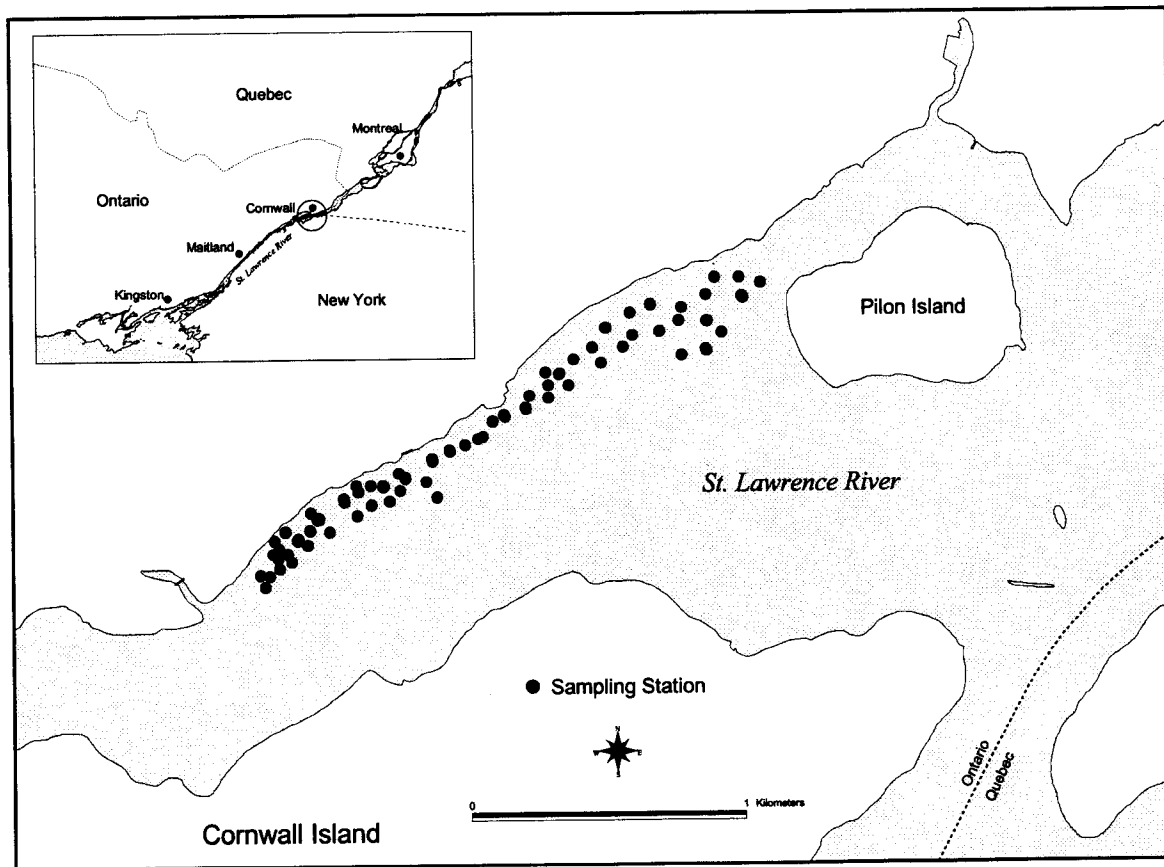 Quebec
Montreal
Ontario
Cornwall
Maitland
St. Lawrence River
Kingston
New York
Pilon Island
St. Lawrence River
Sampling Station
N
W E
S
0 1 Kilometers
Ontario
Quebec
Cornwall Island